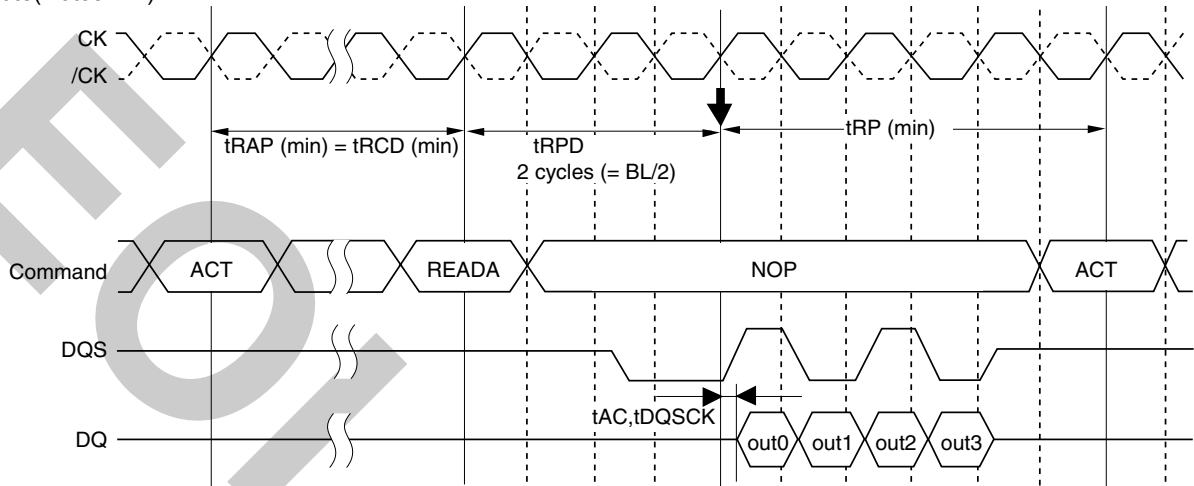 CK
/CK
tRAP (min) = tRCD (min)
tRPD
2 cycles (= BL/2)
tRP (min)
Command
ACT
READA
NOP
ACT
DQS
tAC,tDQSCK
DQ
out0
out1
out2
out3